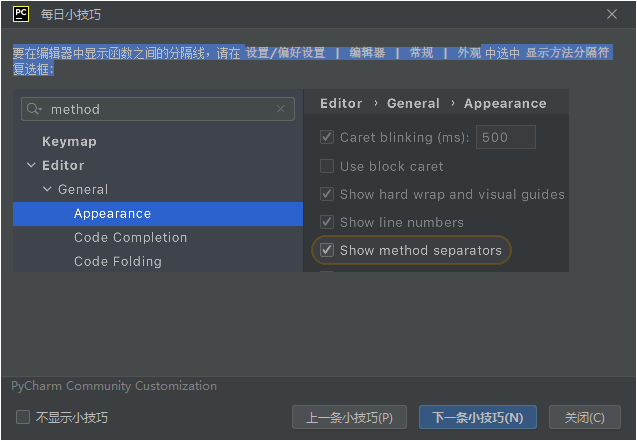 PC 每日小技巧
要在编辑器中显示函数之间的分隔线，请在 设置/偏好设置 | 编辑器 | 常规 | 外观 中选中 显示方法分隔符
复选框：
method
Keymap
Editor
General
Appearance
Code Completion
Code Folding
Editor › General › Appearance
Caret blinking (ms): 500
Use block caret
Show hard wrap and visual guides
Show line numbers
Show method separators
PyCharm Community Customization
不显示小技巧
上一条小技巧(P)
下一条小技巧(N)
关闭(C)